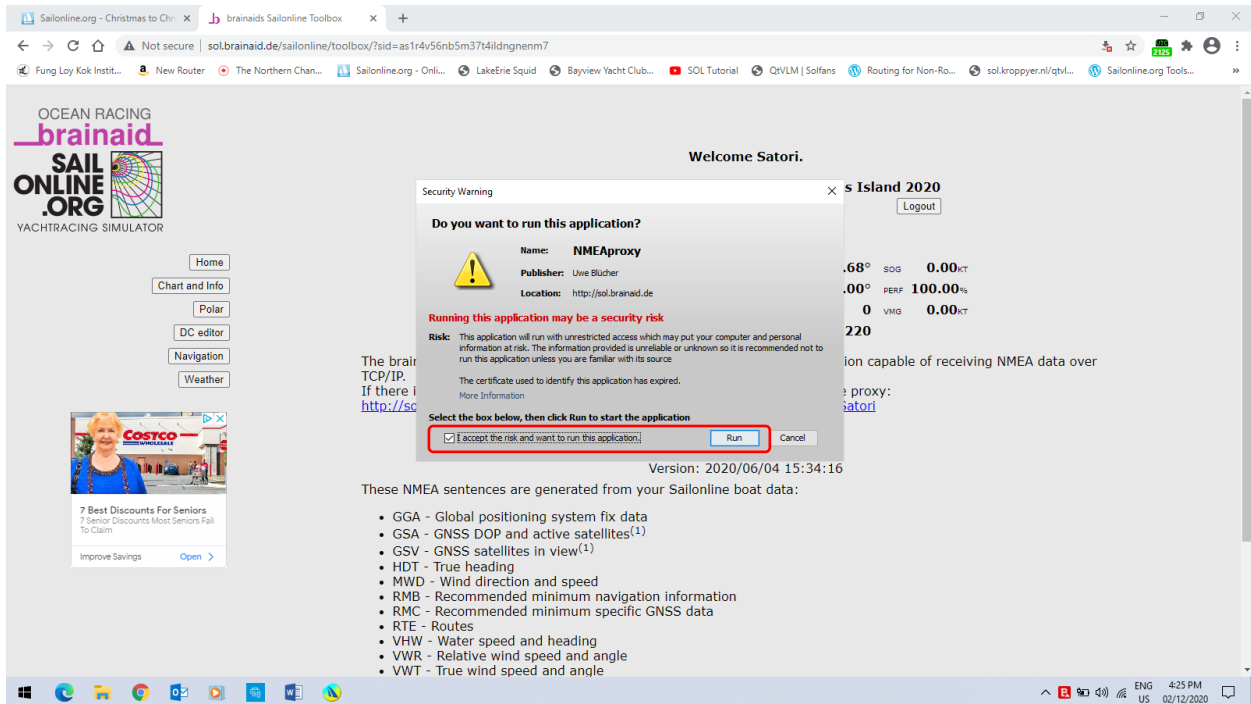 Sailonline.org - Christmas to Chri
brainaids Sailonline Toolbox
Not secure | sol.brainaid.de/sailonline/toolbox/?sid=as1r4v56nb5m37t4ildngnenm7
2125
Fung Loy Kok Instit...
New Router
The Northern Chan...
Sailonline.org - Onli...
LakeErie Squid
Bayview Yacht Club...
SOL Tutorial
QtVLM | Solfans
Routing for Non-Ro...
sol.kroppyer.nl/qtvl...
Sailonline.org Tools...
»
OCEAN RACING
brainaid
SAIL
ONLINE
.ORG
YACHTRACING SIMULATOR
Home
Chart and Info
Polar
DC editor
Navigation
Weather
COSTCO
WHOLESALE
7 Best Discounts For Seniors
7 Senior Discounts Most Seniors Fail
To Claim
Improve Savings
Open >
Welcome Satori.
s Island 2020
Logout
.68° SOG 0.00KT
.00° PERF 100.00%
0 VMG 0.00KT
220
Security Warning
Do you want to run this application?
Name: NMEAproxy
Publisher: Uwe Blücher
Location: http://sol.brainaid.de
Running this application may be a security risk
Risk: This application will run with unrestricted access which may put your computer and personal
information at risk. The information provided is unreliable or unknown so it is recommended not to
run this application unless you are familiar with its source
The certificate used to identify this application has expired.
More Information
Select the box below, then click Run to start the application
I accept the risk and want to run this application.
Run
Cancel
The brain
ion capable of receiving NMEA data over
TCP/IP.
If there i
e proxy:
http://so
Satori
Version: 2020/06/04 15:34:16
These NMEA sentences are generated from your Sailonline boat data:
• GGA - Global positioning system fix data
• GSA - GNSS DOP and active satellites(1)
• GSV - GNSS satellites in view(1)
• HDT - True heading
• MWD - Wind direction and speed
• RMB - Recommended minimum navigation information
• RMC - Recommended minimum specific GNSS data
• RTE - Routes
• VHW - Water speed and heading
• VWR - Relative wind speed and angle
• VWT - True wind speed and angle
ENG
US
4:25 PM
02/12/2020